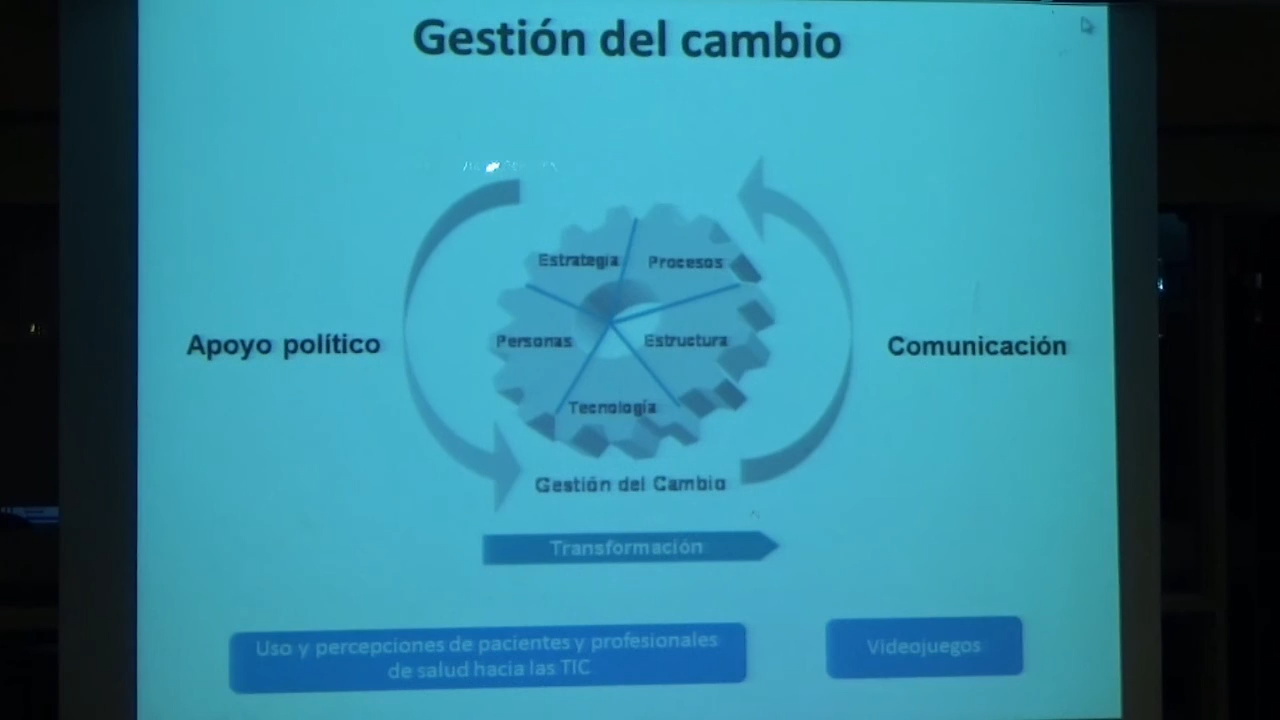 Gestión del cambio
Estrategia
Procesos
Apoyo político
Personas
Estructura
Comunicación
Tecnología
Gestión del Cambio
Transformación
Uso y percepciones de pacientes y profesionales
de salud hacia las TIC
Videojuegos